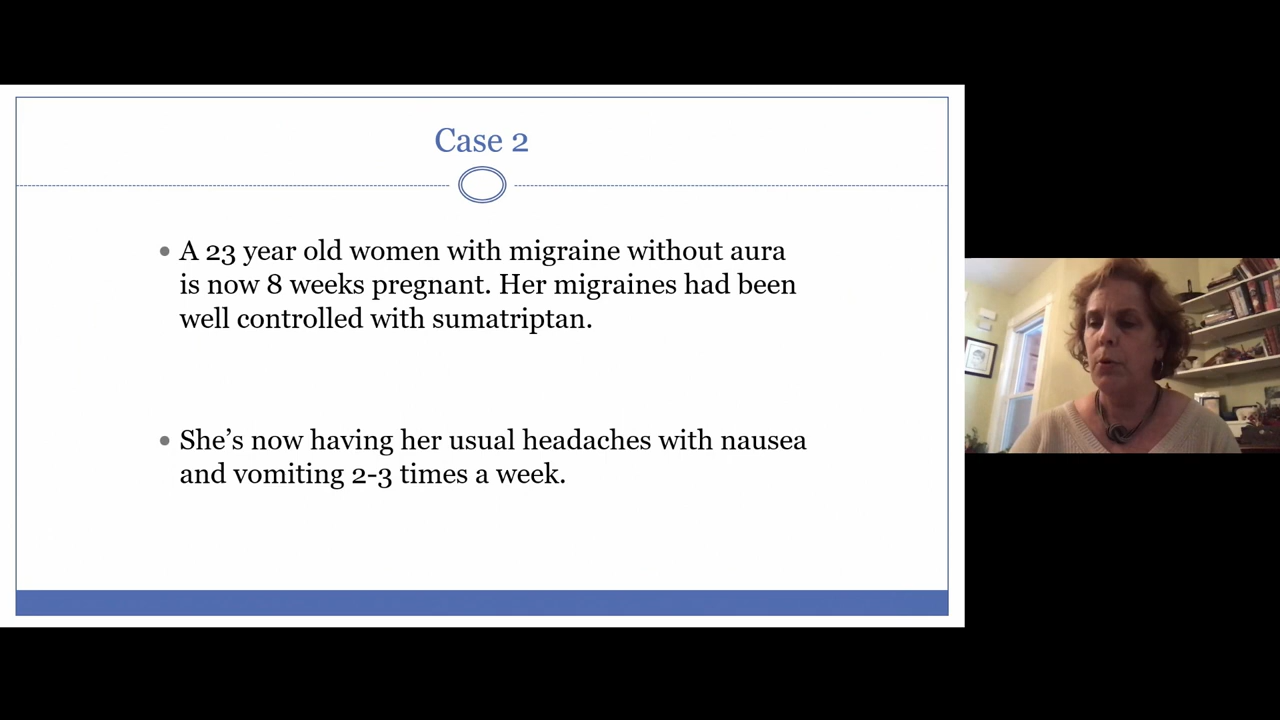 Case 2
A 23 year old women with migraine without aura
is now 8 weeks pregnant. Her migraines had been
well controlled with sumatriptan.
She’s now having her usual headaches with nausea
and vomiting 2-3 times a week.